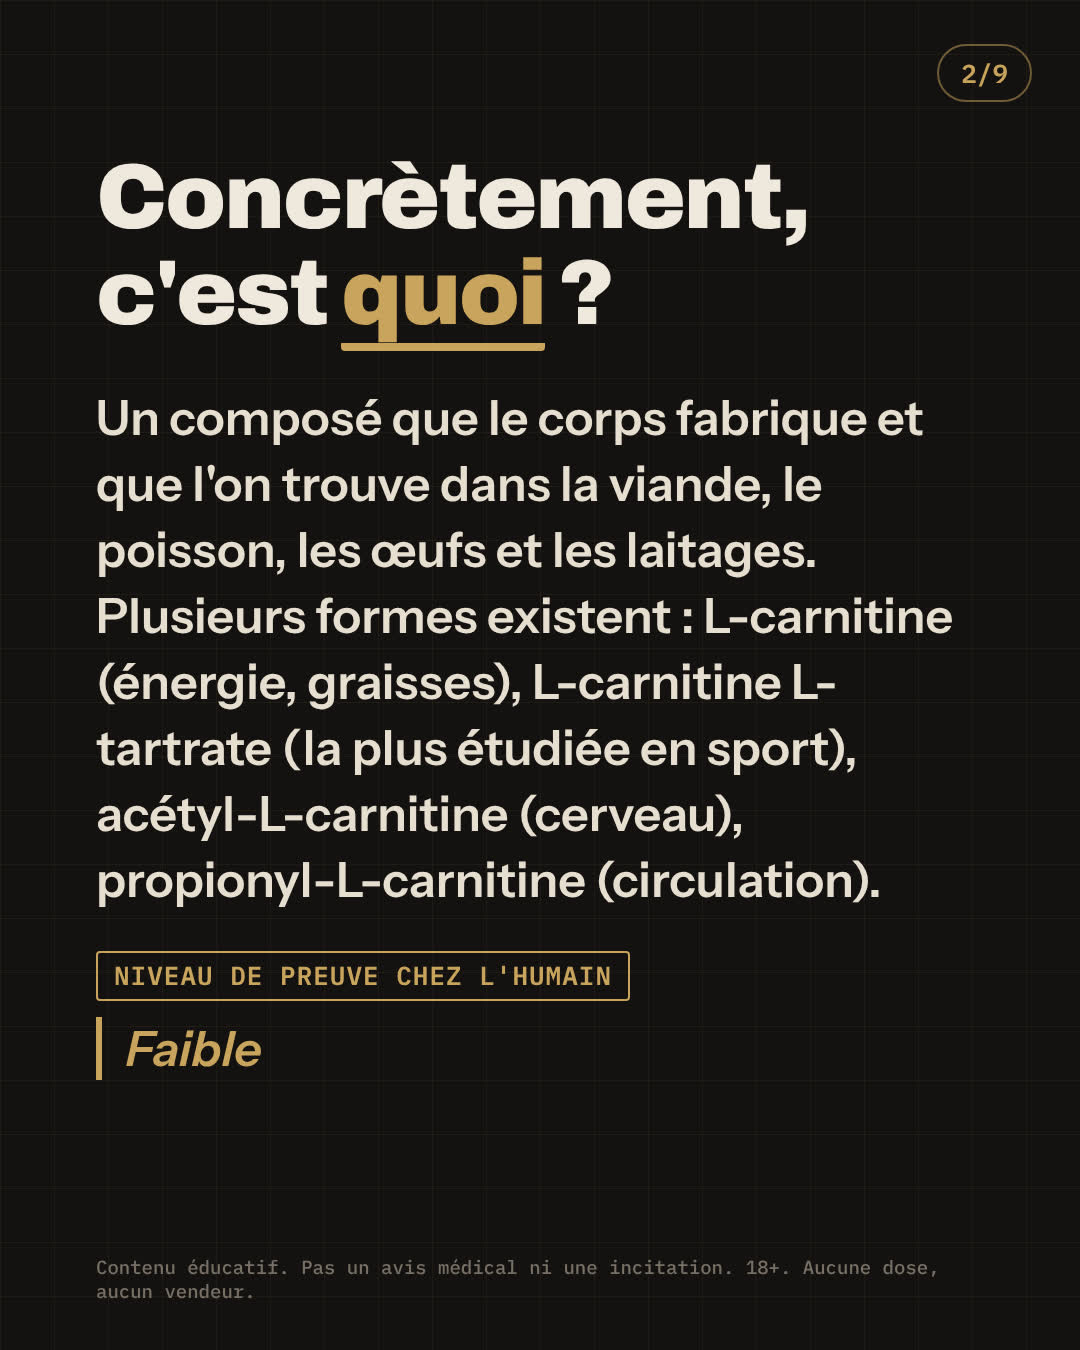 2/9
Concrètement,
c'est quoi ?
Un composé que le corps fabrique et
que l'on trouve dans la viande, le
poisson, les œufs et les laitages.
Plusieurs formes existent : L-carnitine
(énergie, graisses), L-carnitine L-
tartrate (la plus étudiée en sport),
acétyl-L-carnitine (cerveau),
propionyl-L-carnitine (circulation).
NIVEAU DE PREUVE CHEZ L'HUMAIN
Faible
Contenu éducatif. Pas un avis médical ni une incitation. 18+. Aucune dose,
aucun vendeur.